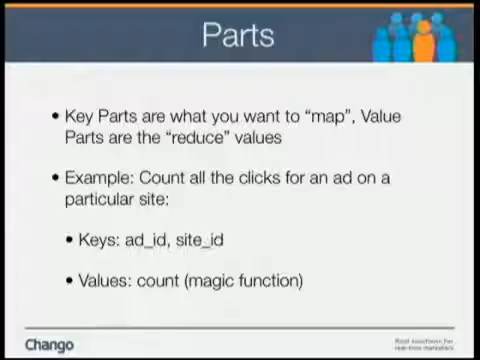 Parts
• Key Parts are what you want to “map”, Value
Parts are the “reduce” values
• Example: Count all the clicks for an ad on a
particular site:
• Keys: ad_id, site_id
• Values: count (magic function)
Chango